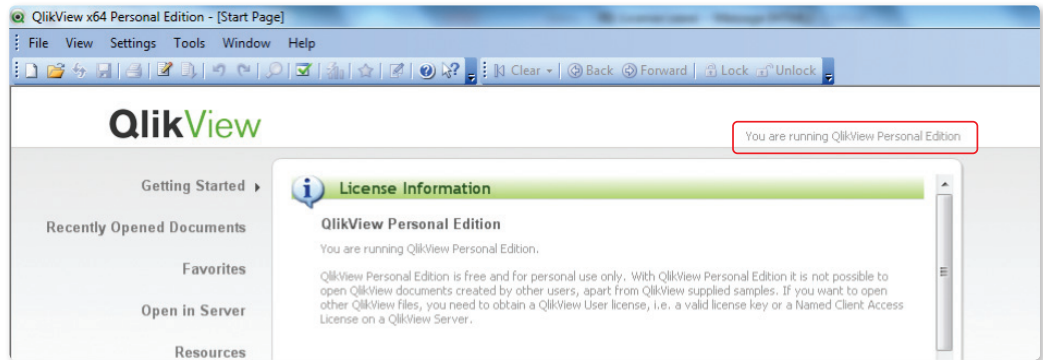 QlikView x64 Personal Edition - [Start Page]
File View Settings Tools Window Help
Clear Back Forward Lock Unlock
QlikView
You are running QlikView Personal Edition
Getting Started
Recently Opened Documents
Favorites
Open in Server
Resources
License Information
QlikView Personal Edition
You are running QlikView Personal Edition.
QlikView Personal Edition is free and for personal use only. With QlikView Personal Edition it is not possible to
open QlikView documents created by other users, apart from QlikView supplied samples. If you want to open
other QlikView files, you need to obtain a QlikView User license, i.e. a valid license key or a Named Client Access
License on a QlikView Server.